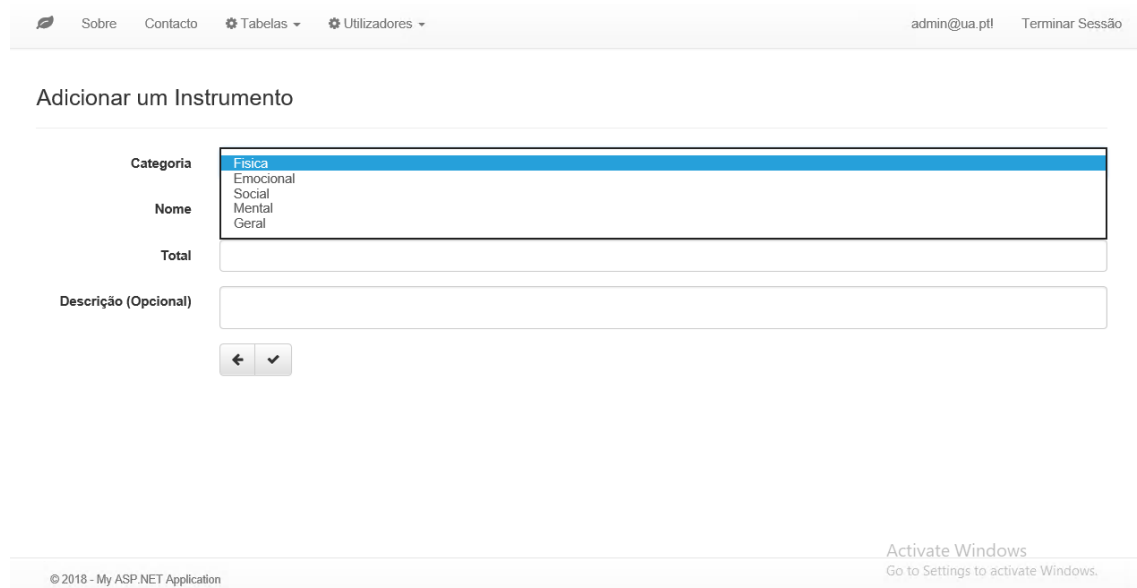 Sobre Contacto Tabelas Utilizadores admin@ua.pt! Terminar Sessão
Adicionar um Instrumento
Categoria
Fisica
Emocional
Social
Nome Mental
Geral
Total
Descrição (Opcional)
Activate Windows
Go to Settings to activate Windows.
© 2018 - My ASP.NET Application